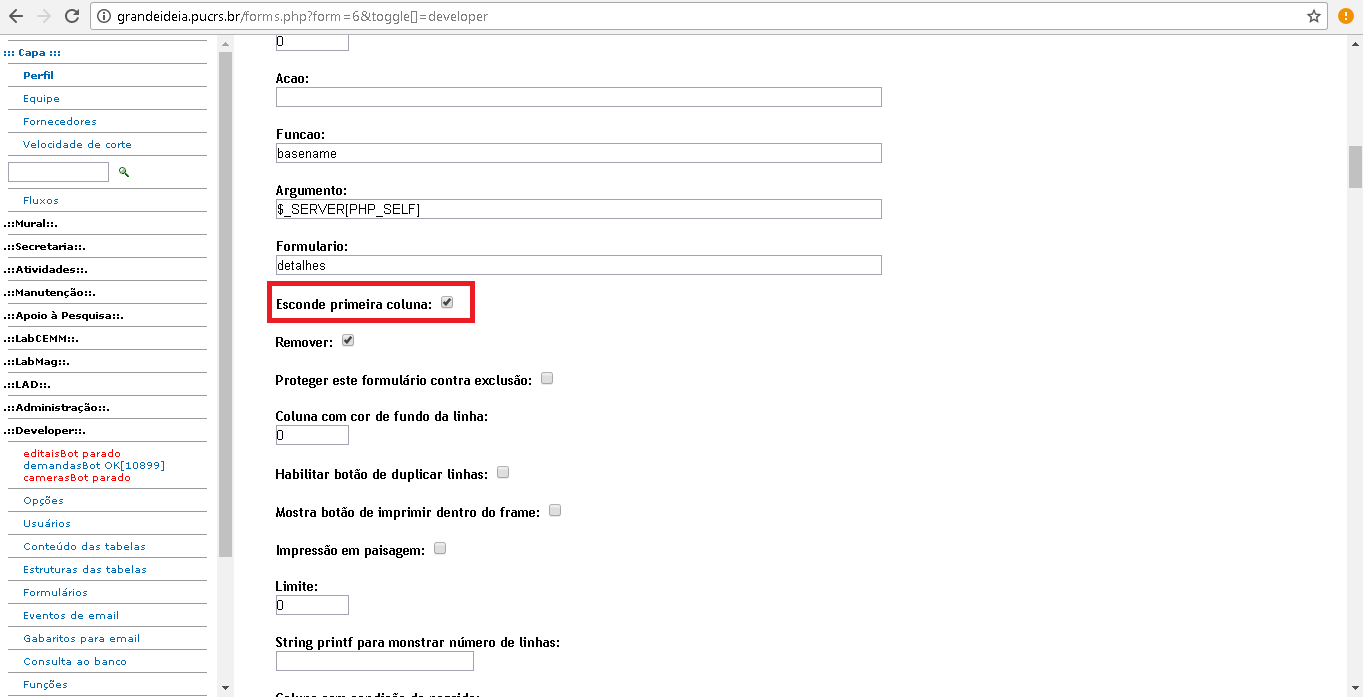 grandeideia.pucrs.br/forms.php?form=6&toggle[]=developer
::: Capa :::
Perfil
Equipe
Fornecedores
Velocidade de corte
Fluxos
.::Mural::.
.::Secretaria::.
.::Atividades::.
.::Manutenção::.
.::Apoio à Pesquisa::.
.::LabCEMM::.
.::LabMag::.
.::LAD::.
.::Administração::.
.::Developer::.
editaisBot parado
demandasBot OK[10899]
camerasBot parado
Opções
Usuários
Conteúdo das tabelas
Estruturas das tabelas
Formulários
Eventos de email
Gabaritos para email
Consulta ao banco
Funções
0
Acao:
Funcao:
basename
Argumento:
$_SERVER[PHP_SELF]
Formulario:
detalhes
Esconde primeira coluna:
Remover:
Proteger este formulário contra exclusão:
Coluna com cor de fundo da linha:
0
Habilitar botão de duplicar linhas:
Mostra botão de imprimir dentro do frame:
Impressão em paisagem:
Limite:
0
String printf para monstrar número de linhas: